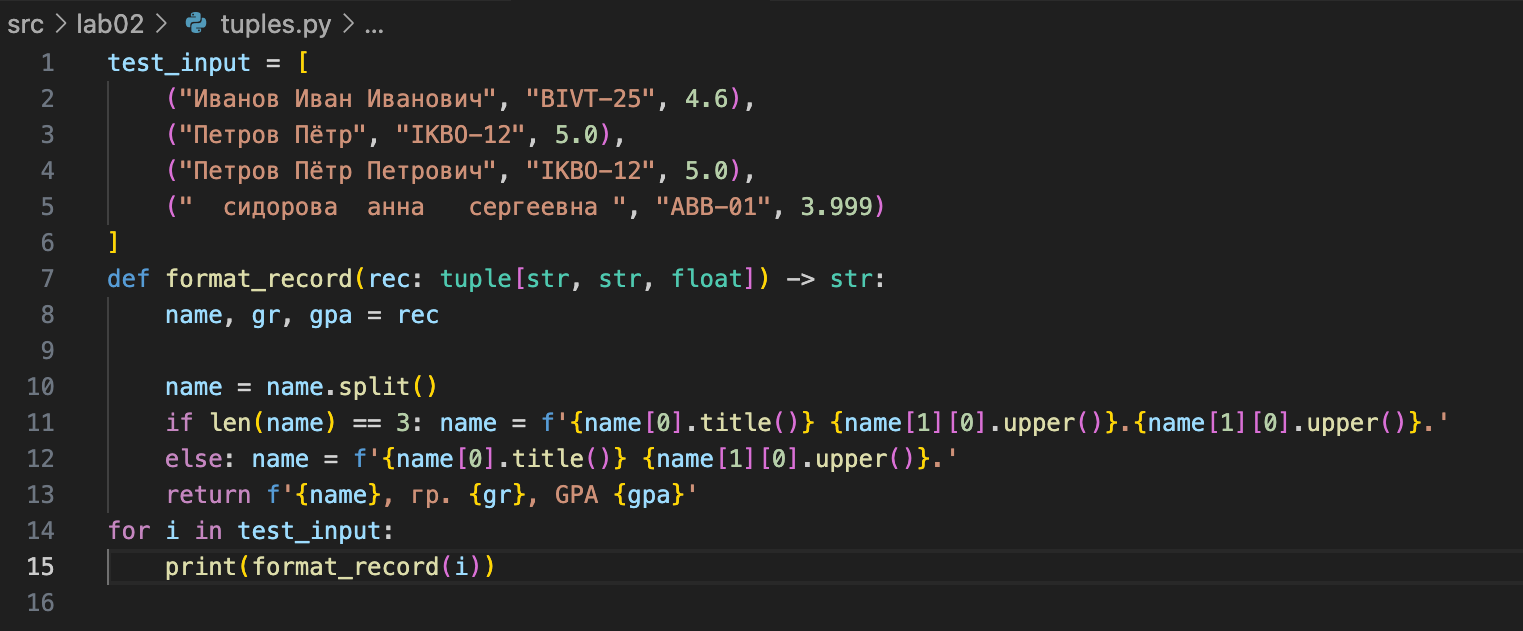 src > lab02 > tuples.py > ...
1 test_input = [
2     ("Иванов Иван Иванович", "BIVT-25", 4.6),
3     ("Петров Пётр", "IKBO-12", 5.0),
4     ("Петров Пётр Петрович", "IKBO-12", 5.0),
5     ("  сидорова  анна   сергеевна ", "ABB-01", 3.999)
6 ]
7 def format_record(rec: tuple[str, str, float]) -> str:
8     name, gr, gpa = rec
9
10     name = name.split()
11     if len(name) == 3: name = f'{name[0].title()} {name[1][0].upper()}.{name[1][0].upper()}.'
12     else: name = f'{name[0].title()} {name[1][0].upper()}.'
13     return f'{name}, гр. {gr}, GPA {gpa}'
14 for i in test_input:
15     print(format_record(i))
16